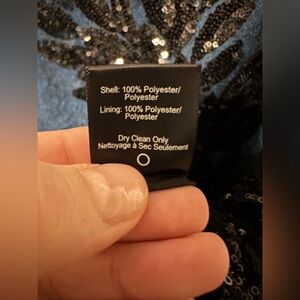 Shell: 100% Polyester/
Polyester
Lining: 100% Polyester/
Polyester
Dry Clean Only
Nettoyage à Sec Seulement